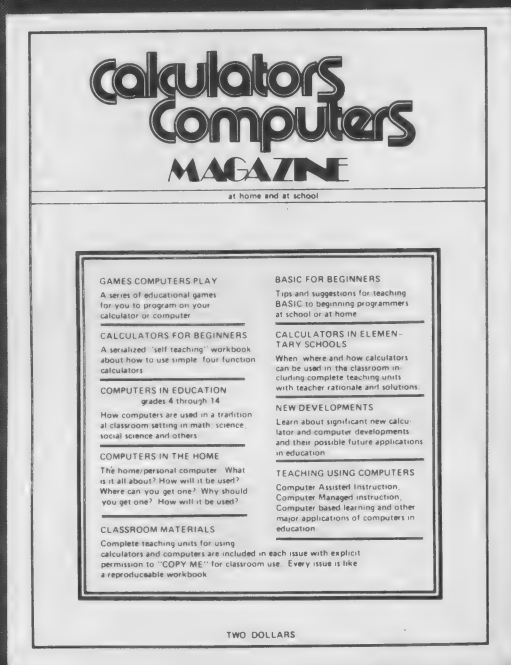 calculators
computers
MAGAZINE
at home and at school
GAMES COMPUTERS PLAY
A series of educational games
for you to program on your
calculator or computer
CALCULATORS FOR BEGINNERS
A serialized "self teaching" workbook
about how to use simple four function
calculators
COMPUTERS IN EDUCATION
grades 4 through 14
How computers are used in a tradition
al classroom setting in math, science,
social science and others
COMPUTERS IN THE HOME
The home/personal computer What
is it all about? How will it be used?
Where can you get one? Why should
you get one? How will it be used?
CLASSROOM MATERIALS
Complete teaching units for using
calculators and computers are included in each issue with explicit
permission to "COPY ME" for classroom use. Every issue is like
a reproduceable workbook
BASIC FOR BEGINNERS
Tips and suggestions for teaching
BASIC to beginning programmers
at school or at home
CALCULATORS IN ELEMEN-
TARY SCHOOLS
When where and how calculators
can be used in the classroom in-
cluding complete teaching units
with teacher rationale and solutions.
NEW DEVELOPMENTS
Learn about significant new calcu-
lator and computer developments
and their possible future applications
in education
TEACHING USING COMPUTERS
Computer Assisted Instruction,
Computer Managed Instruction,
Computer based learning and other
major applications of computers in
education.
TWO DOLLARS